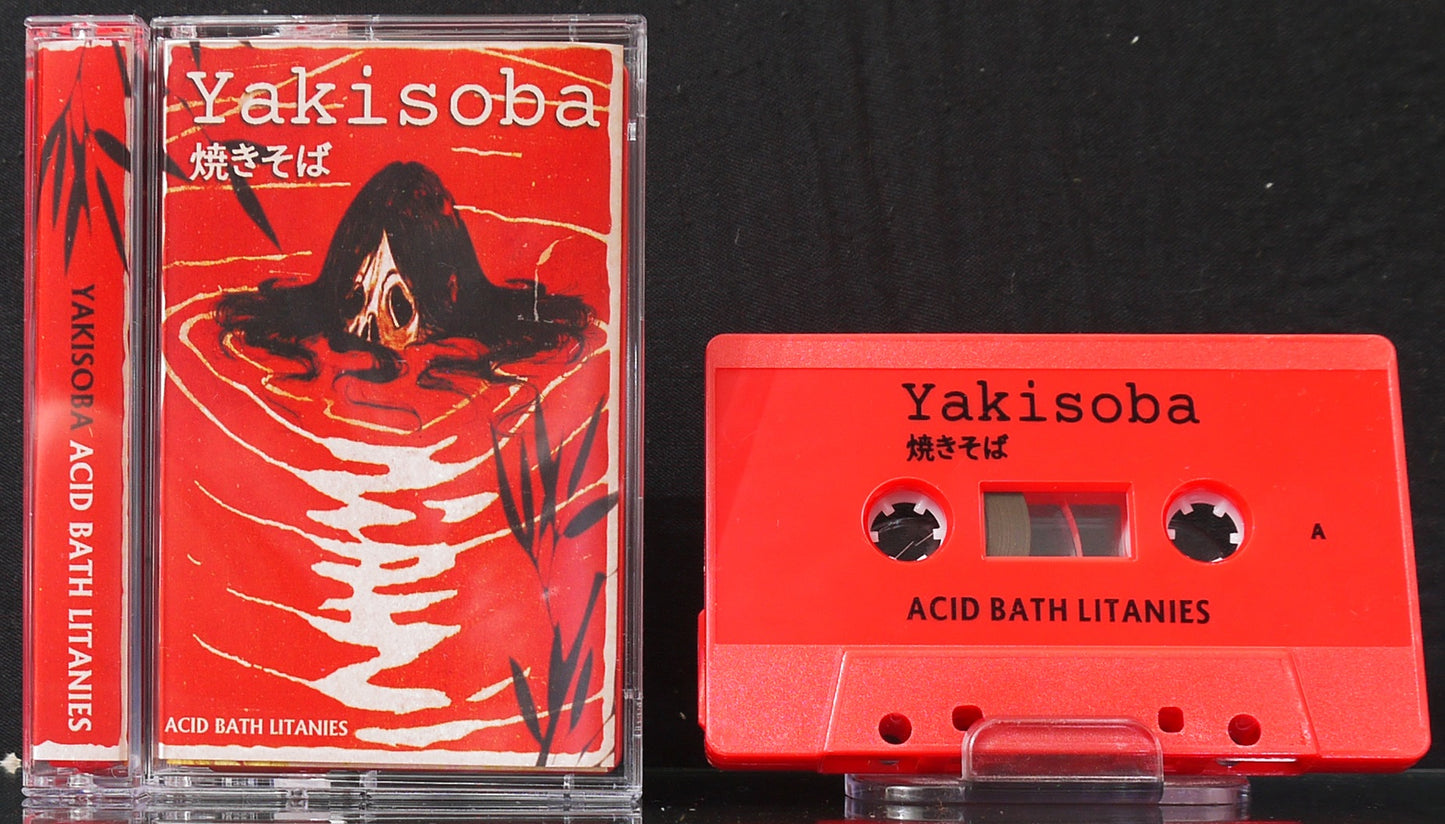 YAKISOBA ACID BATH LITANIES
Yakisoba
焼きそば
ACID BATH LITANIES
Yakisoba
焼きそば
A
ACID BATH LITANIES